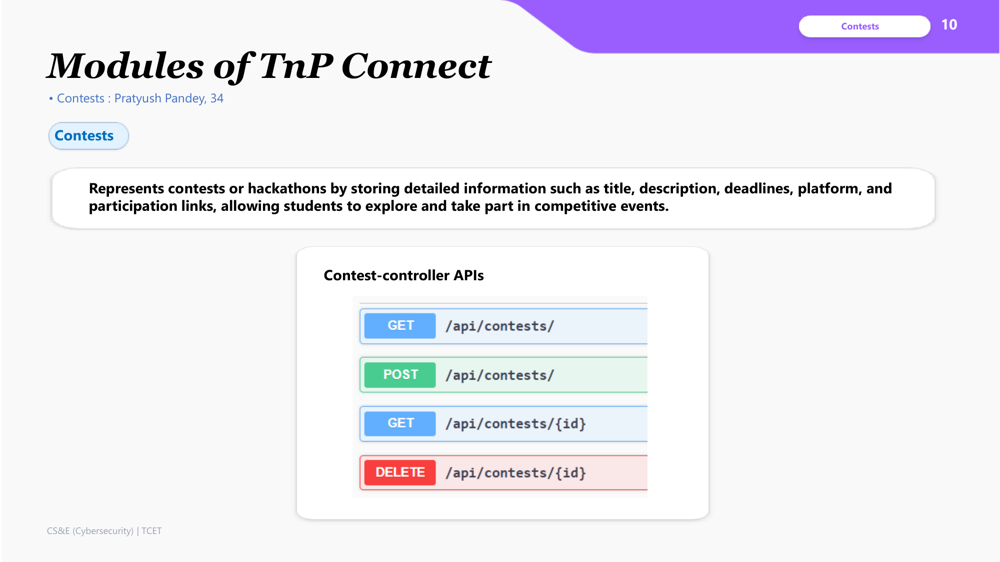 Contests
10
Modules of TnP Connect
• Contests : Pratyush Pandey, 34
Contests
Represents contests or hackathons by storing detailed information such as title, description, deadlines, platform, and
participation links, allowing students to explore and take part in competitive events.
Contest-controller APIs
GET /api/contests/
POST /api/contests/
GET /api/contests/{id}
DELETE /api/contests/{id}
CS&E (Cybersecurity) | TCET